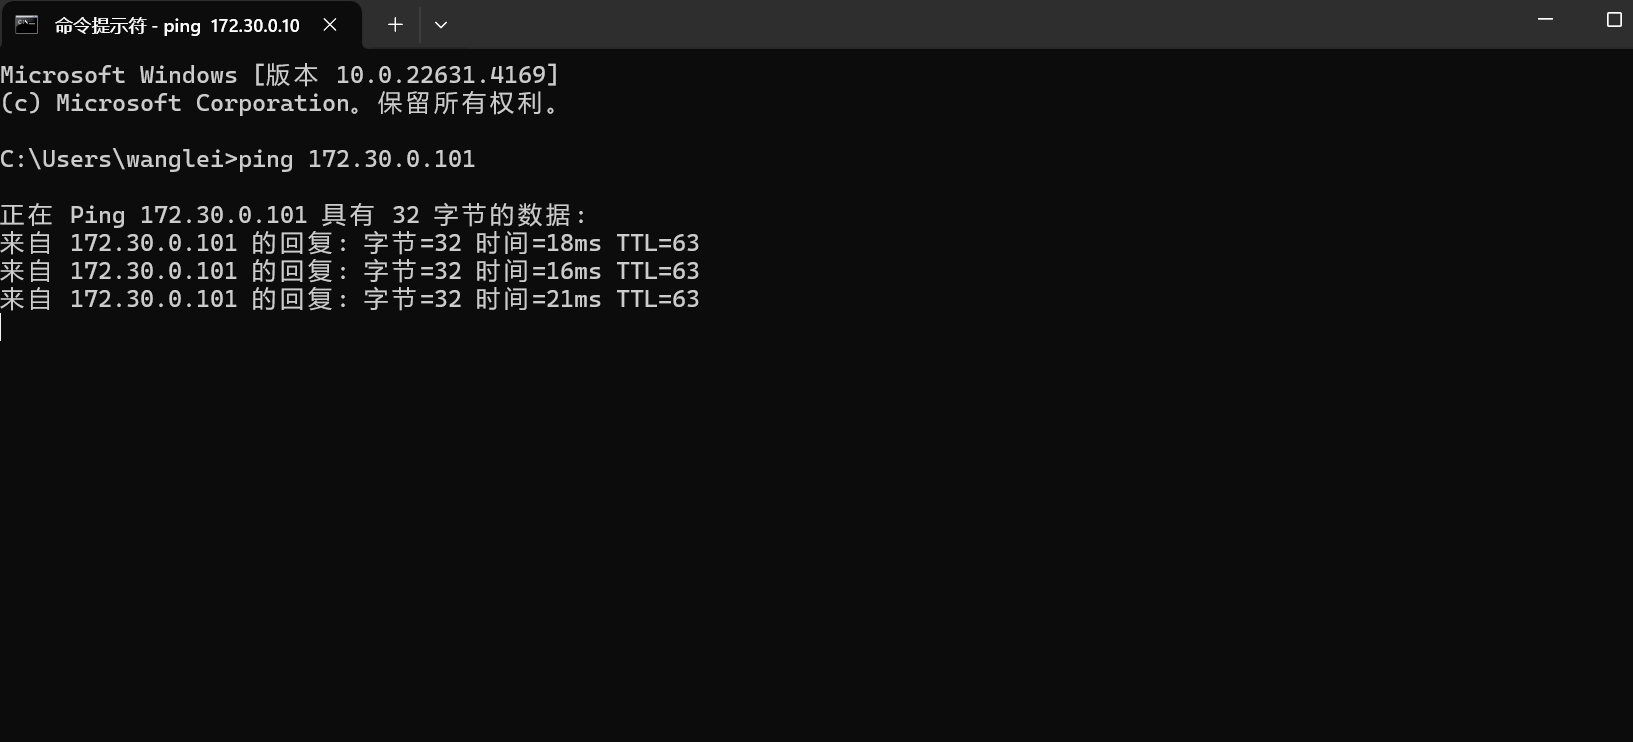 命令提示符 - ping  172.30.0.10
Microsoft Windows [版本 10.0.22631.4169]
(c) Microsoft Corporation。保留所有权利。
C:\Users\wanglei>ping 172.30.0.101
正在 Ping 172.30.0.101 具有 32 字节的数据:
来自 172.30.0.101 的回复: 字节=32 时间=18ms TTL=63
来自 172.30.0.101 的回复: 字节=32 时间=16ms TTL=63
来自 172.30.0.101 的回复: 字节=32 时间=21ms TTL=63